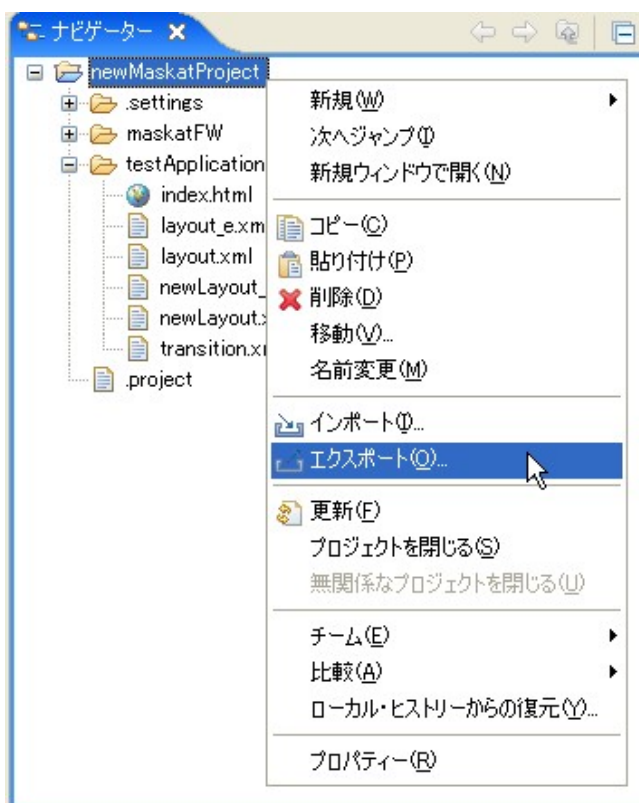 ナビゲーター
newMaskatProject
.settings
maskatFW
testApplication
index.html
layout_e.xm
layout.xml
newLayout_
newLayout.x
transition.xm
.project
新規(W)
次へジャンプ(I)
新規ウィンドウで開く(N)
コピー(C)
貼り付け(P)
削除(D)
移動(V)...
名前変更(M)
インポート(I)...
エクスポート(O)...
更新(F)
プロジェクトを閉じる(S)
無関係なプロジェクトを閉じる(U)
チーム(E)
比較(A)
ローカル・ヒストリーからの復元(Y)...
プロパティー(R)